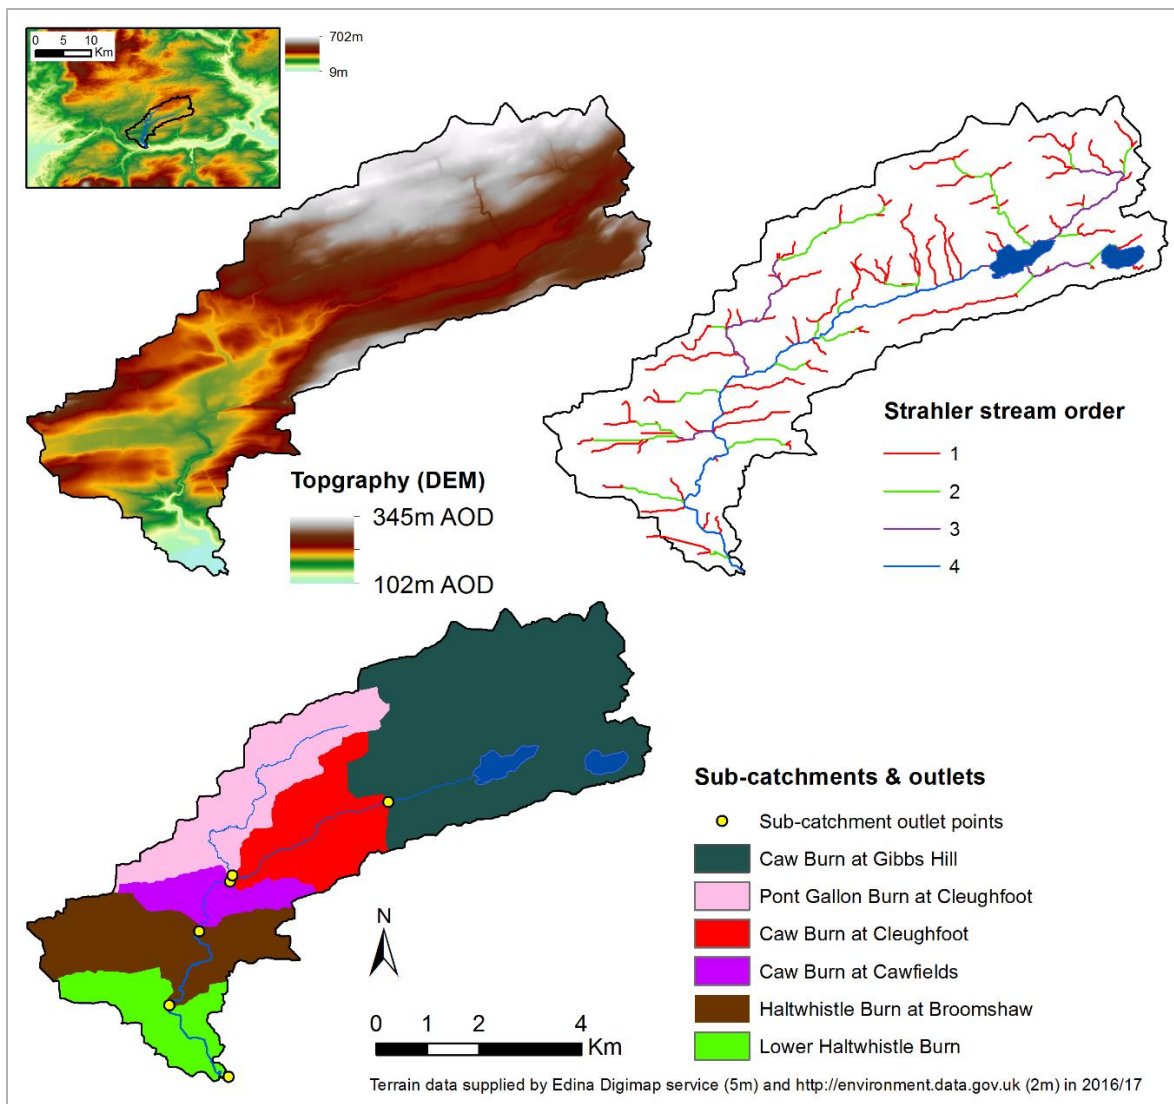 0 5 10
Km
702m
9m
Topgraphy (DEM)
345m AOD
102m AOD
Strahler stream order
1
2
3
4
Sub-catchments & outlets
Sub-catchment outlet points
Caw Burn at Gibbs Hill
Pont Gallon Burn at Cleughfoot
Caw Burn at Cleughfoot
Caw Burn at Cawfields
Haltwhistle Burn at Broomshaw
Lower Haltwhistle Burn
N
0 1 2 4
Km
Terrain data supplied by Edina Digimap service (5m) and http://environment.data.gov.uk (2m) in 2016/17